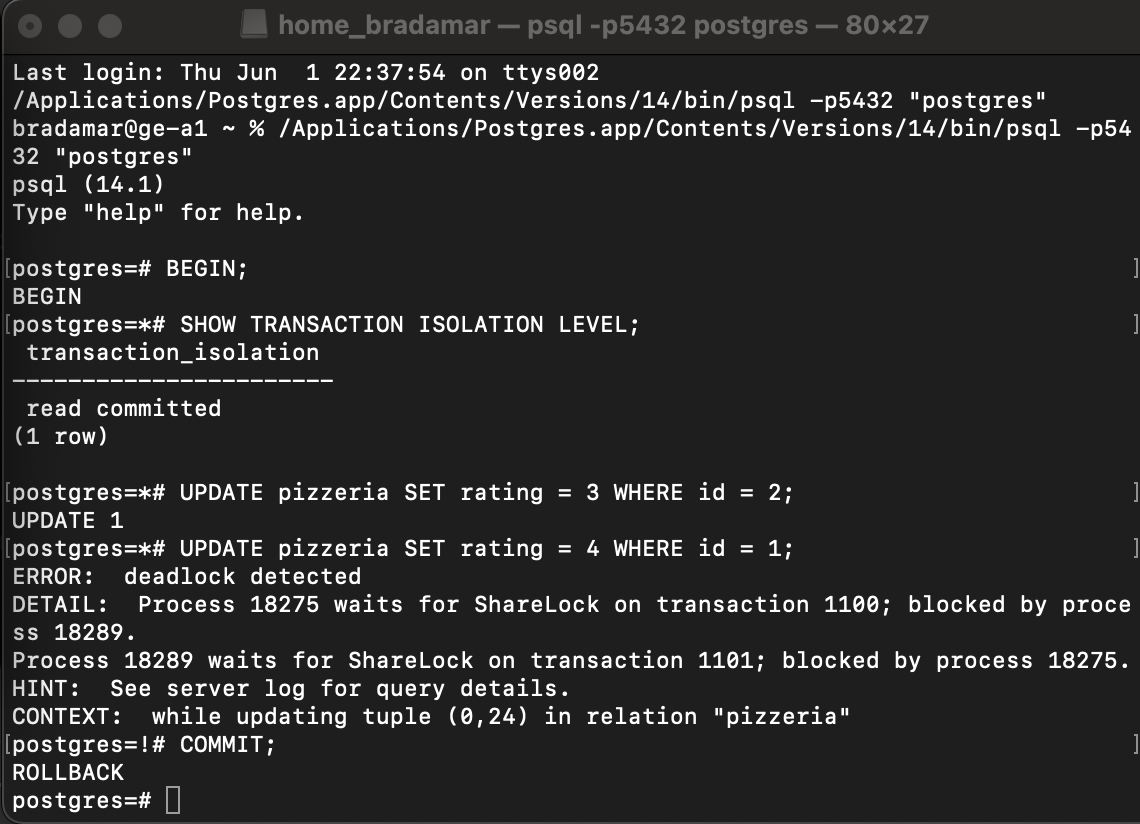 home_bradamar — psql -p5432 postgres — 80×27
Last login: Thu Jun  1 22:37:54 on ttys002
/Applications/Postgres.app/Contents/Versions/14/bin/psql -p5432 "postgres"
bradamar@ge-a1 ~ % /Applications/Postgres.app/Contents/Versions/14/bin/psql -p54
32 "postgres"
psql (14.1)
Type "help" for help.
[postgres=# BEGIN; ]
BEGIN
[postgres=*# SHOW TRANSACTION ISOLATION LEVEL; ]
 transaction_isolation
-----------------------
 read committed
(1 row)
[postgres=*# UPDATE pizzeria SET rating = 3 WHERE id = 2; ]
UPDATE 1
[postgres=*# UPDATE pizzeria SET rating = 4 WHERE id = 1; ]
ERROR:  deadlock detected
DETAIL:  Process 18275 waits for ShareLock on transaction 1100; blocked by proce
ss 18289.
Process 18289 waits for ShareLock on transaction 1101; blocked by process 18275.
HINT:  See server log for query details.
CONTEXT:  while updating tuple (0,24) in relation "pizzeria"
[postgres=!# COMMIT; ]
ROLLBACK
postgres=#